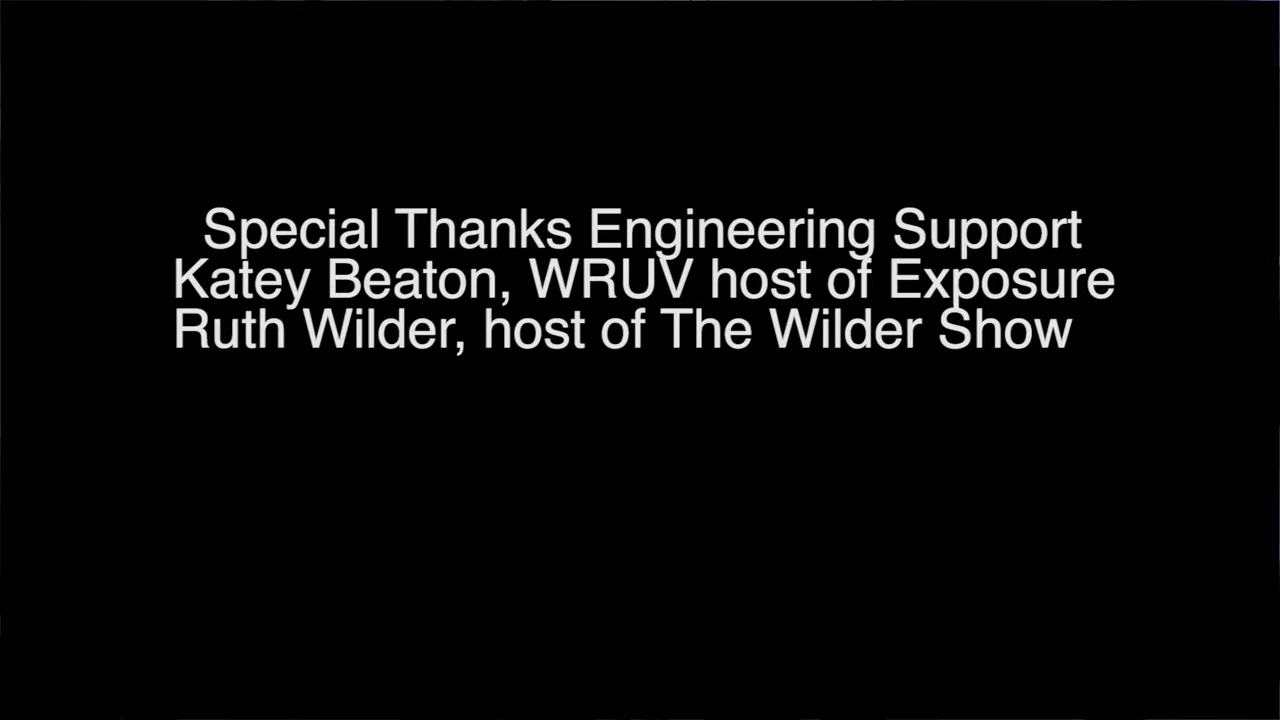 Special Thanks Engineering Support
Katey Beaton, WRUV host of Exposure
Ruth Wilder, host of The Wilder Show